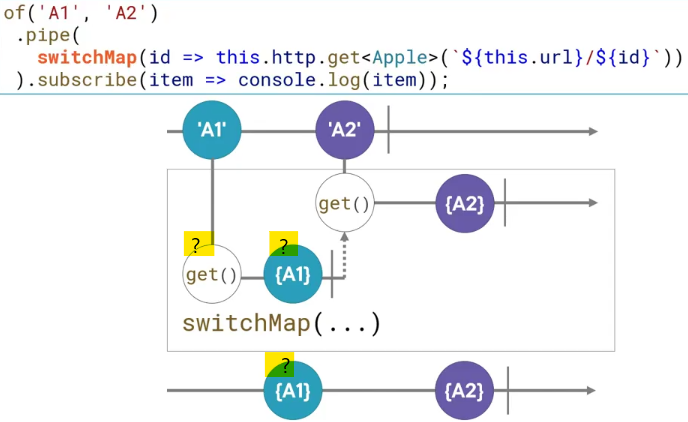 of('A1', 'A2')
.pipe(
switchMap(id => this.http.get<Apple>(`${this.url}/${id}`))
).subscribe(item => console.log(item));
'A1' 'A2'
get() {A2}
? ?
get() {A1}
switchMap(...)
?
{A1} {A2}